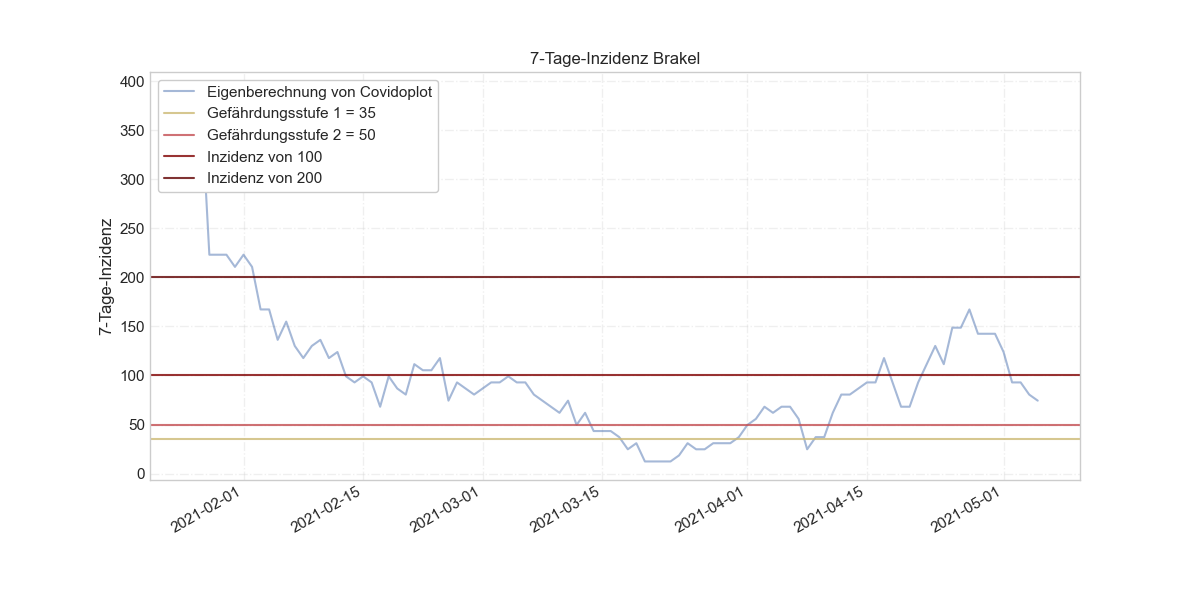 7-Tage-Inzidenz Brakel
Eigenberechnung von Covidoplot
Gefährdungsstufe 1 = 35
Gefährdungsstufe 2 = 50
Inzidenz von 100
Inzidenz von 200
7-Tage-Inzidenz
400
350
300
250
200
150
100
50
0
2021-02-01
2021-02-15
2021-03-01
2021-03-15
2021-04-01
2021-04-15
2021-05-01